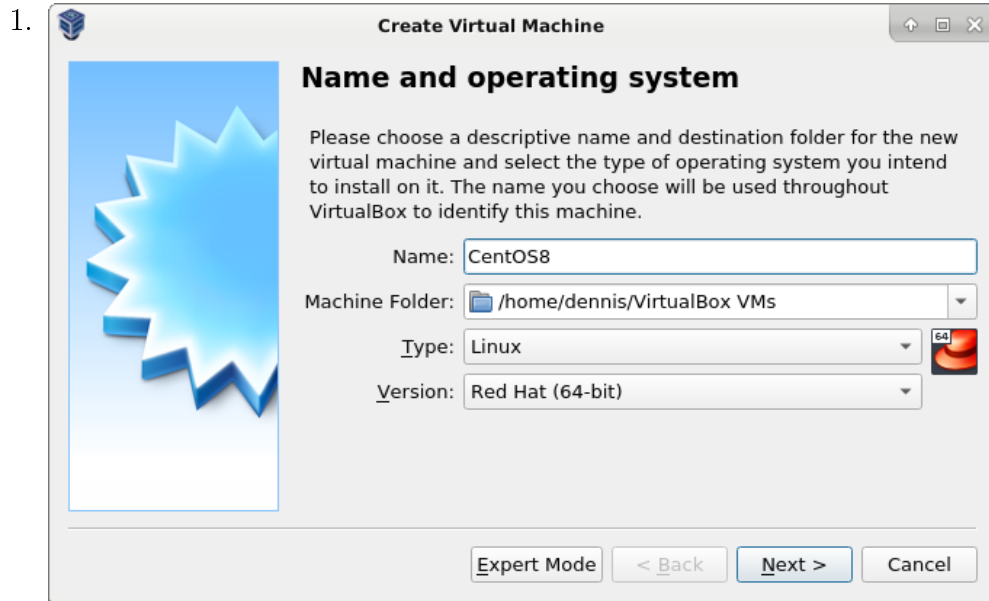 1.
Create Virtual Machine
Name and operating system
Please choose a descriptive name and destination folder for the new
virtual machine and select the type of operating system you intend
to install on it. The name you choose will be used throughout
VirtualBox to identify this machine.
Name: CentOS8
Machine Folder: /home/dennis/VirtualBox VMs
Type: Linux
64
Version: Red Hat (64-bit)
Expert Mode < Back Next > Cancel